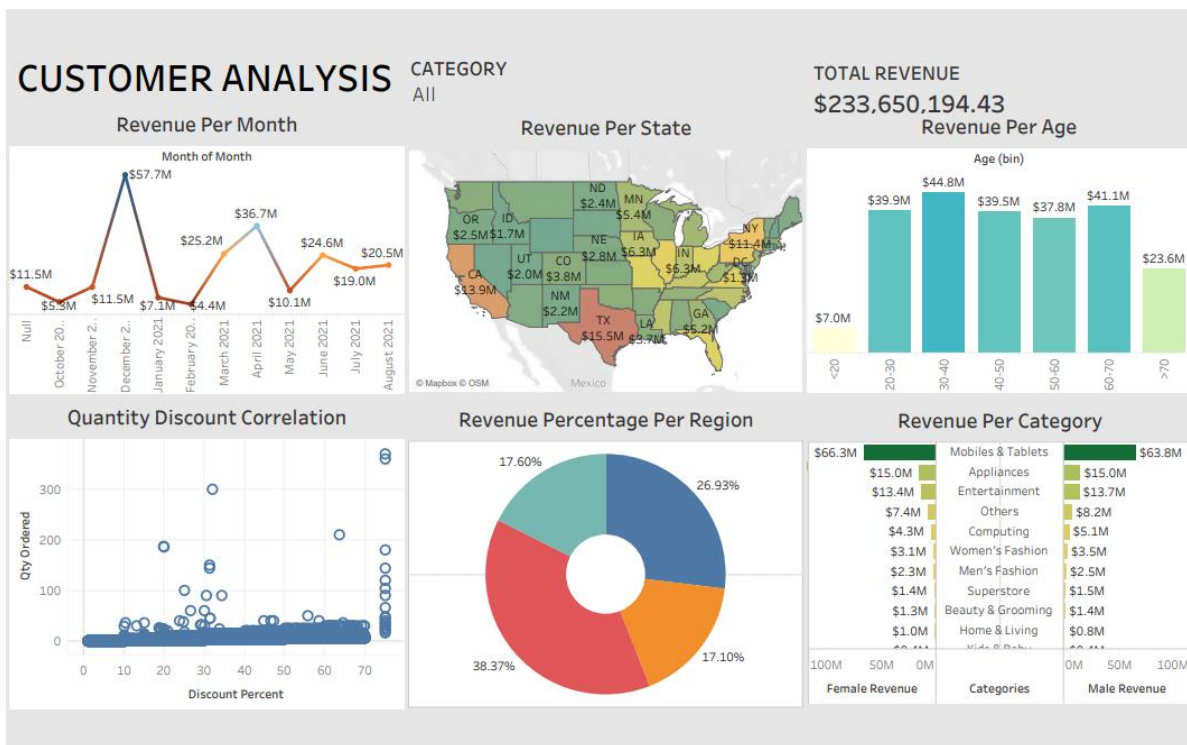 CUSTOMER ANALYSIS
CATEGORY
All
TOTAL REVENUE
$233,650,194.43
Revenue Per Month
Month of Month
$57.7M
$36.7M
$25.2M
$24.6M
$20.5M
$11.5M
$19.0M
$5.3M
$11.5M
$7.1M
$4.4M
$10.1M
Null
October 20..
November 2..
December 2..
January 2021
February 20..
March 2021
April 2021
May 2021
June 2021
July 2021
August 2021
Revenue Per State
ND
$2.4M
MN
$5.4M
OR
$2.5M
ID
$1.7M
NY
$11.4M
NE
$2.8M
IA
$6.3M
IN
$6.3M
DC
UT
$2.0M
CO
$3.8M
CA
$13.9M
NM
$2.2M
TX
$15.5M
LA
$3.7M
GA
$5.2M
© Mapbox © OSM
Mexico
Revenue Per Age
Age (bin)
$7.0M
$39.9M
$44.8M
$39.5M
$37.8M
$41.1M
$23.6M
<20
20-30
30-40
40-50
50-60
60-70
>70
Quantity Discount Correlation
Qty Ordered
300
200
100
0
0 10 20 30 40 50 60 70
Discount Percent
Revenue Percentage Per Region
17.60%
26.93%
38.37%
17.10%
Revenue Per Category
$66.3M Mobiles & Tablets $63.8M
$15.0M Appliances $15.0M
$13.4M Entertainment $13.7M
$7.4M Others $8.2M
$4.3M Computing $5.1M
$3.1M Women's Fashion $3.5M
$2.3M Men's Fashion $2.5M
$1.4M Superstore $1.5M
$1.3M Beauty & Grooming $1.4M
$1.0M Home & Living $0.8M
100M 50M 0M 0M 50M 100M
Female Revenue Categories Male Revenue